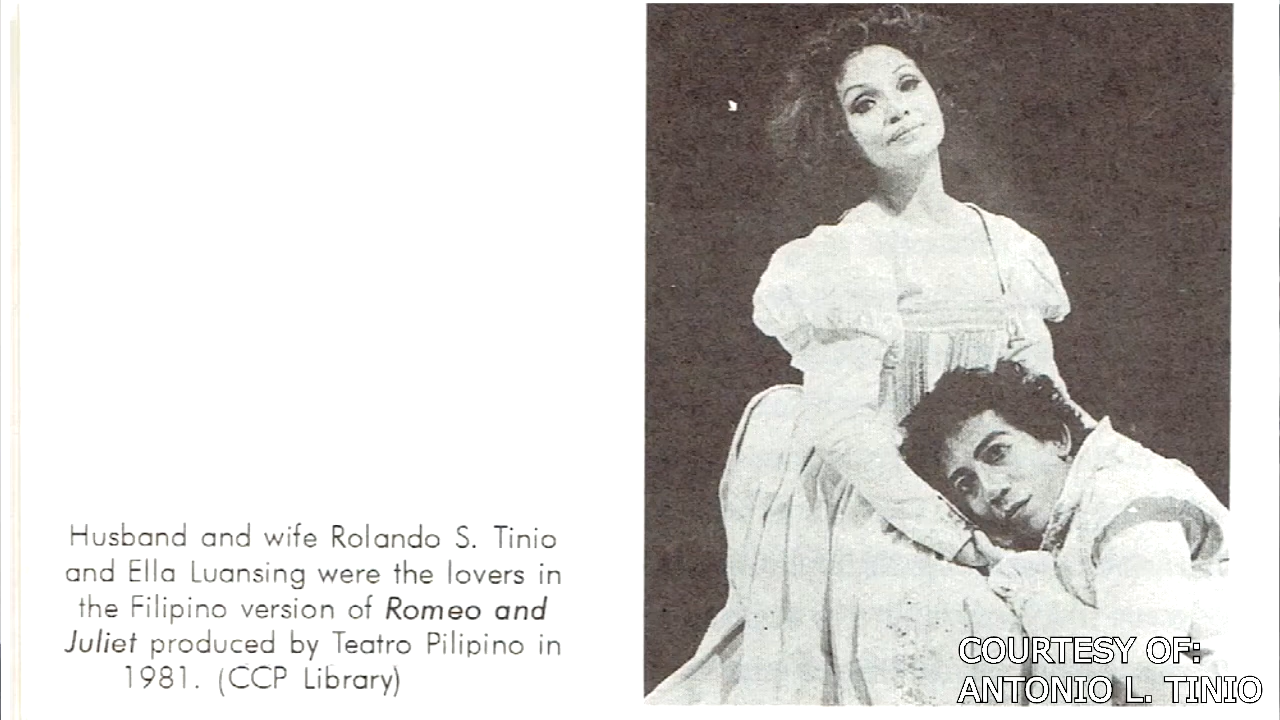 Husband and wife Rolando S. Tinio
and Ella Luansing were the lovers in
the Filipino version of Romeo and
Juliet produced by Teatro Pilipino in
1981. (CCP Library)
COURTESY OF:
ANTONIO L. TINIO